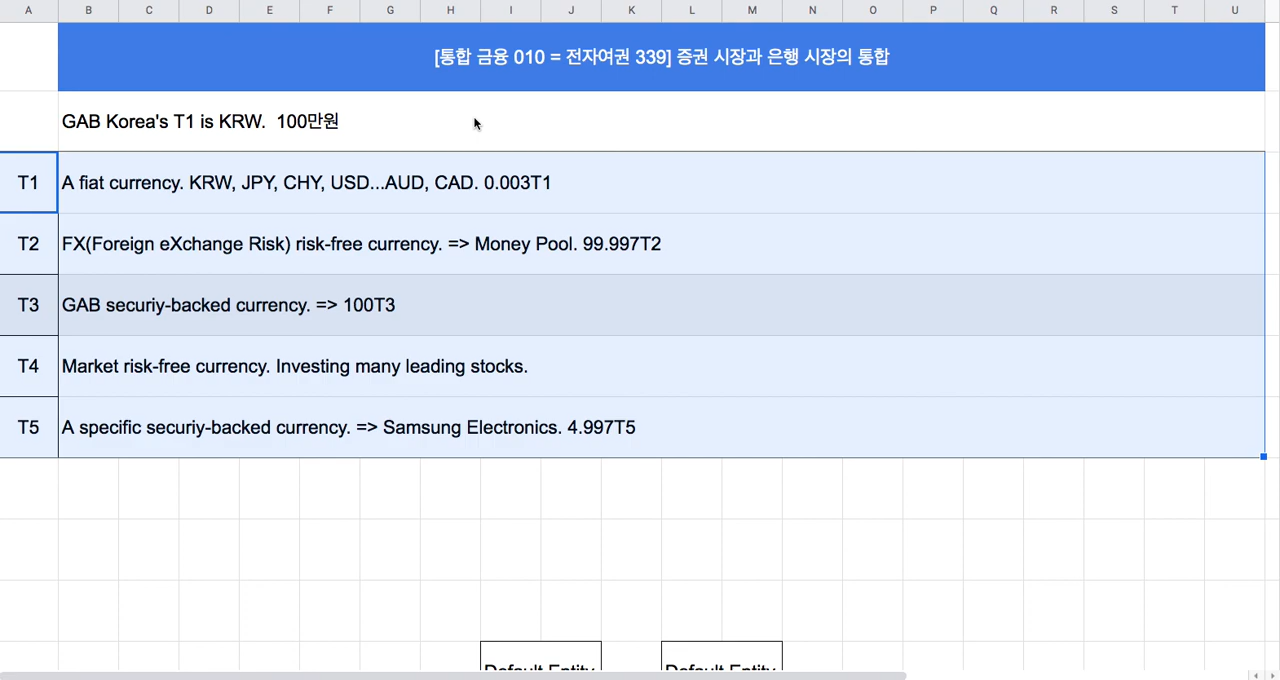 A B C D E F G H I J K L M N O P Q R S T U
[통합 금융 010 = 전자여권 339] 증권 시장과 은행 시장의 통합
GAB Korea's T1 is KRW.  100만원
T1 A fiat currency. KRW, JPY, CHY, USD...AUD, CAD. 0.003T1
T2 FX(Foreign eXchange Risk) risk-free currency. => Money Pool. 99.997T2
T3 GAB securiy-backed currency. => 100T3
T4 Market risk-free currency. Investing many leading stocks.
T5 A specific securiy-backed currency. => Samsung Electronics. 4.997T5
Default Entity Default Entity